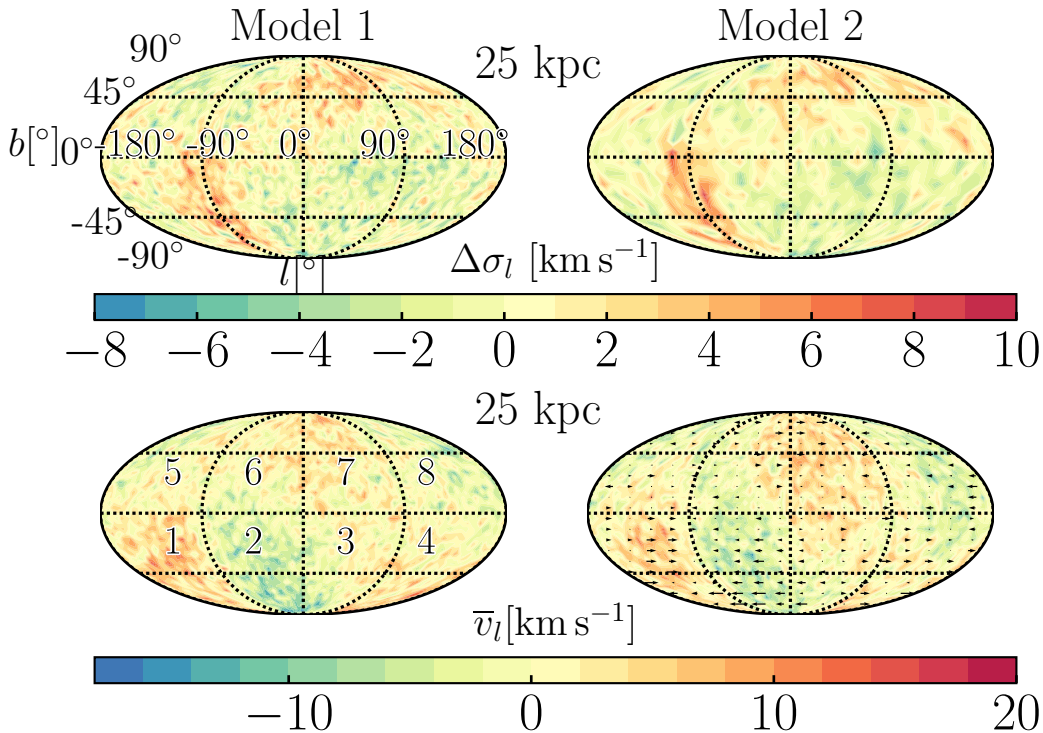 Model 1 Model 2
90° 25 kpc
45°
b[°] 0° -180° -90° 0° 90° 180°
-45°
-90°
l[°] Δσ_l [km s⁻¹]
−8 −6 −4 −2 0 2 4 6 8 10
25 kpc
5 6 7 8
1 2 3 4
v̅_l[km s⁻¹]
−10 0 10 20